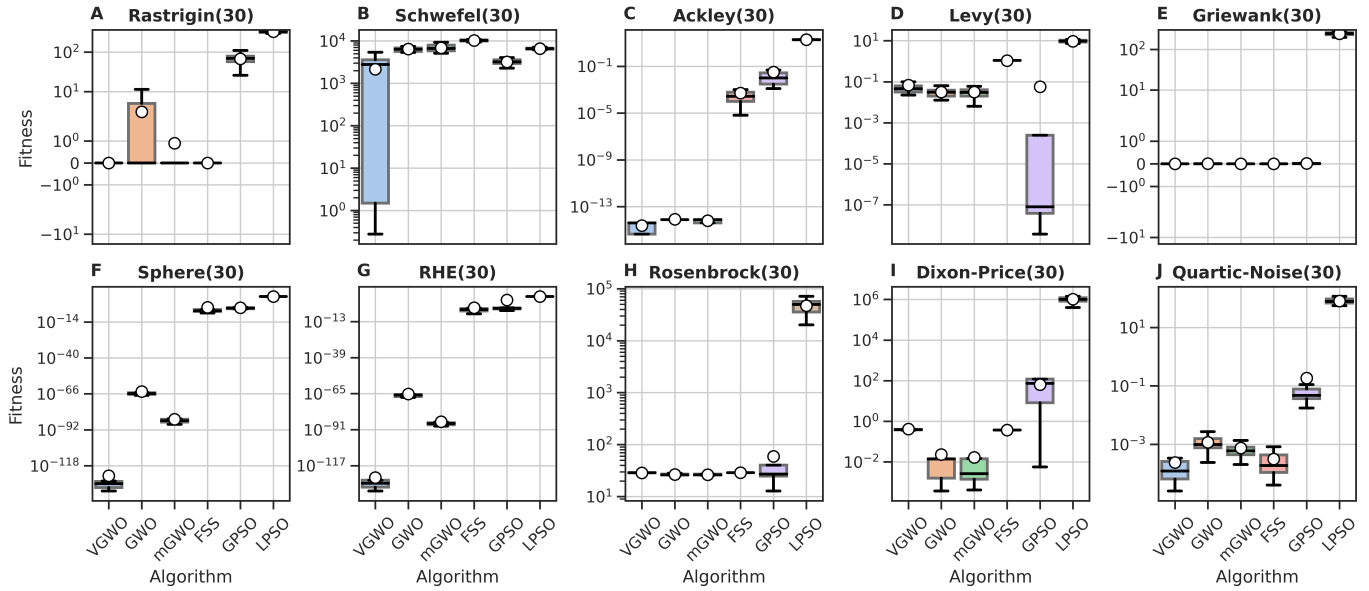 A Rastrigin(30)
B Schwefel(30)
C Ackley(30)
D Levy(30)
E Griewank(30)
Fitness
10²
10¹
10⁰
0
−10⁰
−10¹
10⁴
10³
10²
10¹
10⁰
10⁻¹
10⁻⁵
10⁻⁹
10⁻¹³
10¹
10⁻¹
10⁻³
10⁻⁵
10⁻⁷
10²
10¹
10⁰
0
−10⁰
−10¹
F Sphere(30)
G RHE(30)
H Rosenbrock(30)
I Dixon-Price(30)
J Quartic-Noise(30)
Fitness
10⁻¹⁴
10⁻⁴⁰
10⁻⁶⁶
10⁻⁹²
10⁻¹¹⁸
10⁻¹³
10⁻³⁹
10⁻⁶⁵
10⁻⁹¹
10⁻¹¹⁷
10⁵
10⁴
10³
10²
10¹
10⁶
10⁴
10²
10⁰
10⁻²
10¹
10⁻¹
10⁻³
VGWO GWO mGWO FSS GPSO LPSO
VGWO GWO mGWO FSS GPSO LPSO
VGWO GWO mGWO FSS GPSO LPSO
VGWO GWO mGWO FSS GPSO LPSO
VGWO GWO mGWO FSS GPSO LPSO
Algorithm
Algorithm
Algorithm
Algorithm
Algorithm